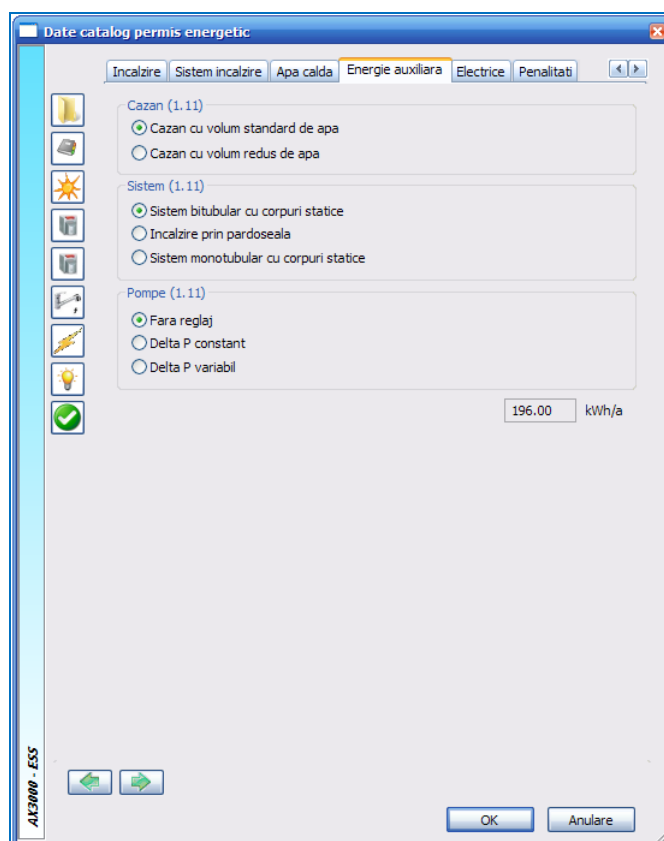 Date catalog permis energetic
Incalzire Sistem incalzire Apa calda Energie auxiliara Electrice Penalitati
Cazan (1.11)
Cazan cu volum standard de apa
Cazan cu volum redus de apa
Sistem (1.11)
Sistem bitubular cu corpuri statice
Incalzire prin pardoseala
Sistem monotubular cu corpuri statice
Pompe (1.11)
Fara reglaj
Delta P constant
Delta P variabil
196.00 kWh/a
AX3000 - ESS
OK Anulare